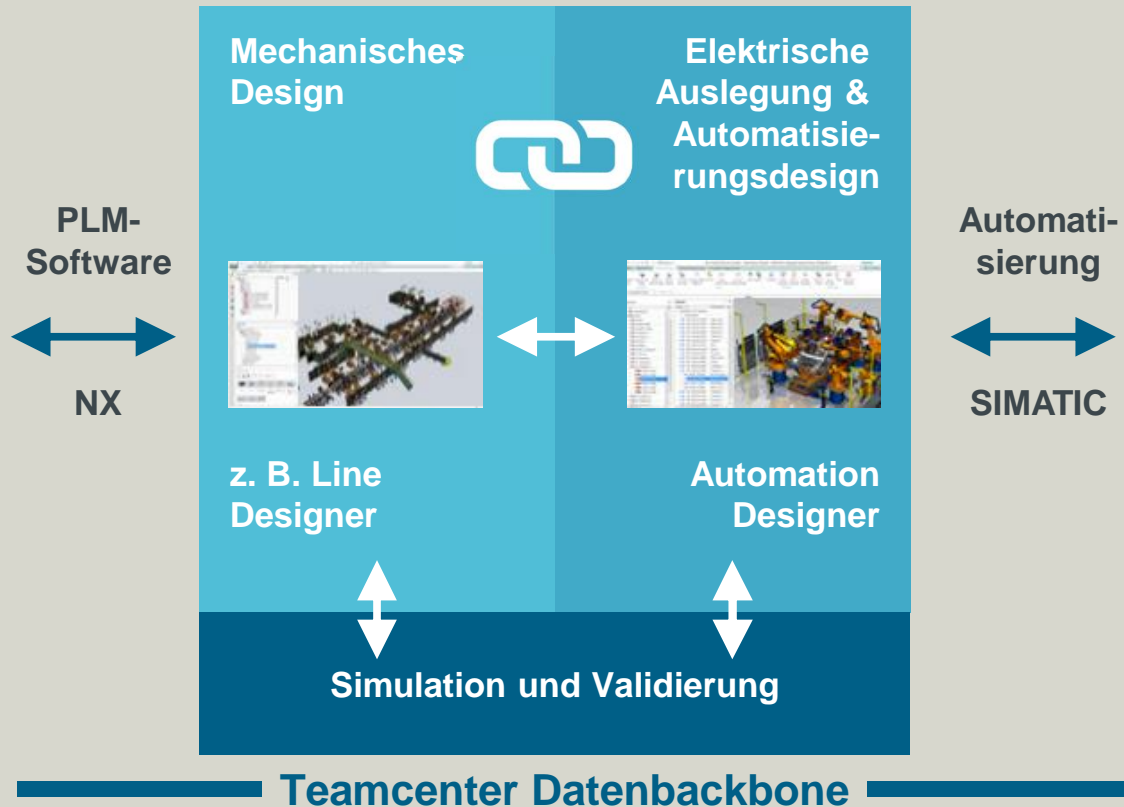 Mechanisches
Design
Elektrische
Auslegung &
Automatisie-
rungsdesign
PLM-
Software
NX
Automati-
sierung
SIMATIC
z. B. Line
Designer
Automation
Designer
Simulation und Validierung
Teamcenter Datenbackbone